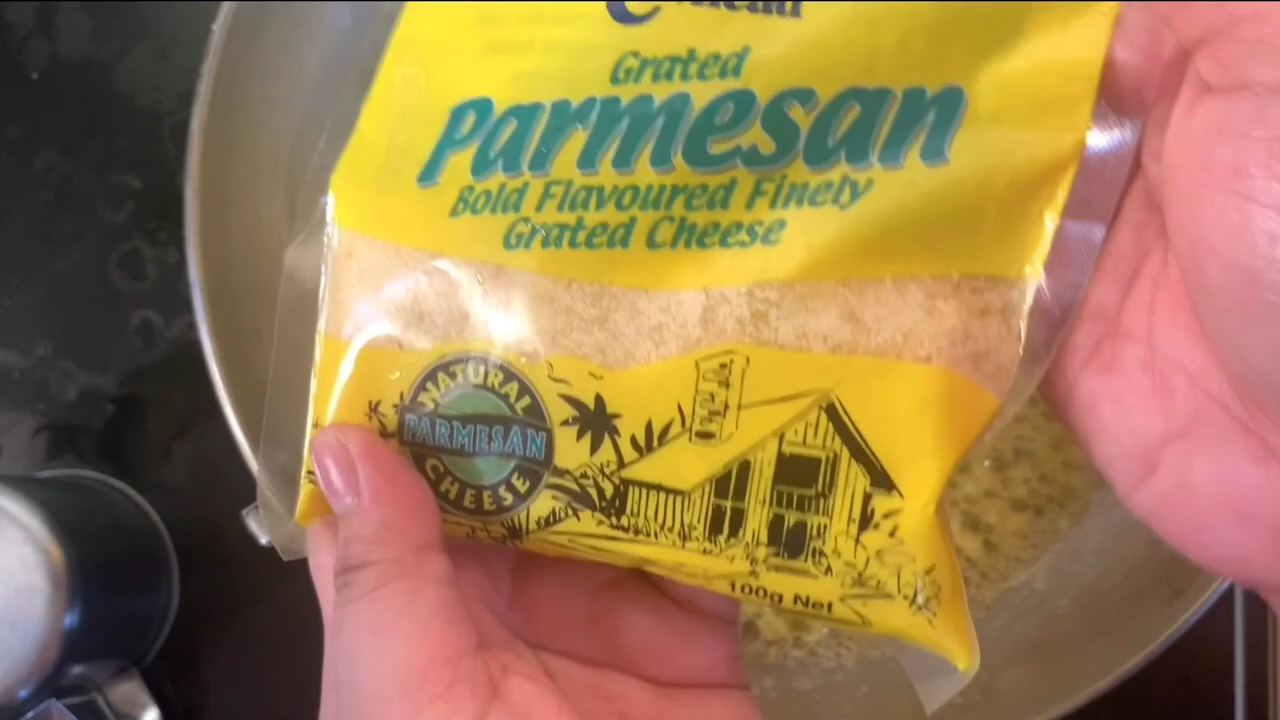 Grated
Parmesan
Bold Flavoured Finely
Grated Cheese
NATURAL
PARMESAN
CHEESE
100g Net